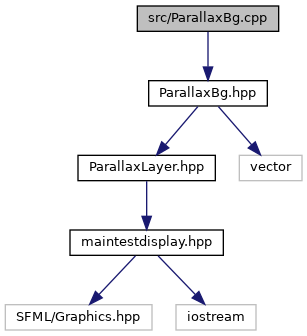 src/ParallaxBg.cpp
ParallaxBg.hpp
ParallaxLayer.hpp
vector
maintestdisplay.hpp
SFML/Graphics.hpp
iostream